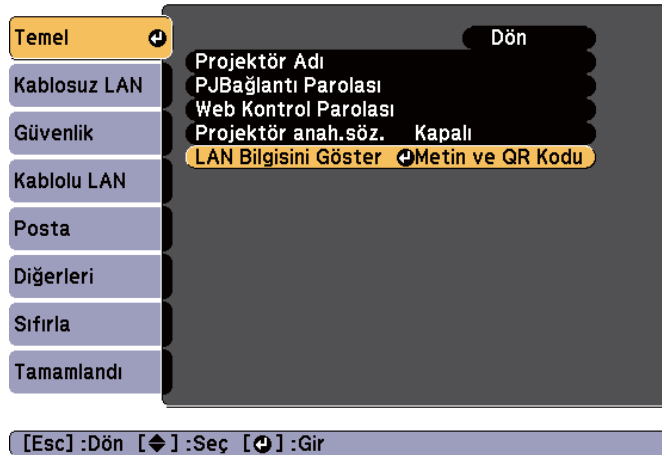 Temel
Kablosuz LAN
Güvenlik
Kablolu LAN
Posta
Diğerleri
Sıfırla
Tamamlandı
Dön
Projektör Adı
PJBağlantı Parolası
Web Kontrol Parolası
Projektör anah.söz. Kapalı
LAN Bilgisini Göster Metin ve QR Kodu
[Esc] :Dön [◆] :Seç [⏎] :Gir